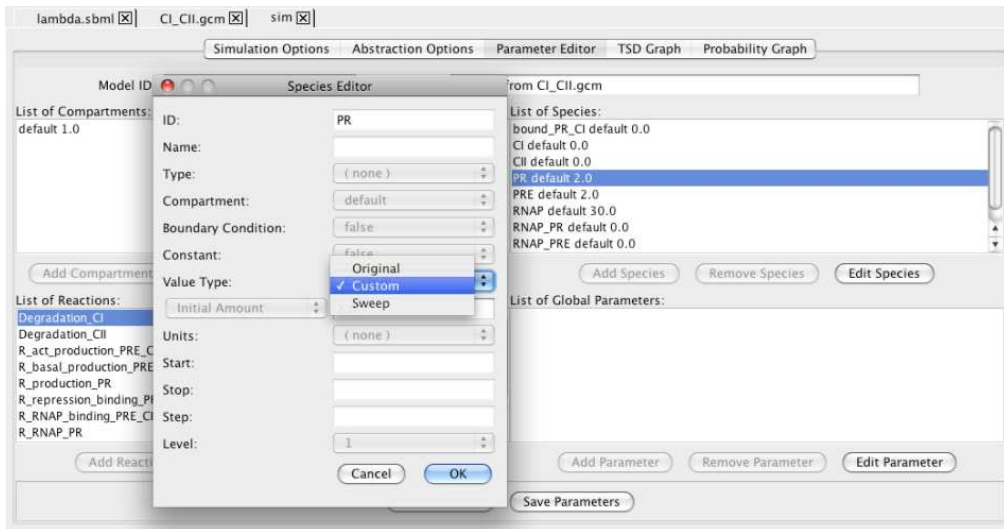 lambda.sbml CI_CII.gcm sim
Simulation Options Abstraction Options Parameter Editor TSD Graph Probability Graph
Model ID from CI_CII.gcm
Species Editor
ID: PR
Name:
Type: ( none )
Compartment: default
Boundary Condition: false
Constant: false
Value Type:
Original
✓ Custom
Sweep
Initial Amount
Units: ( none )
Start:
Stop:
Step:
Level: 1
Cancel OK
List of Compartments:
default 1.0
Add Compartment
List of Reactions:
Degradation_CI
Degradation_CII
R_act_production_PRE_C
R_basal_production_PRE
R_production_PR
R_repression_binding_P
R_RNAP_binding_PRE_CI
R_RNAP_PR
Add Reacti
List of Species:
bound_PR_CI default 0.0
CI default 0.0
CII default 0.0
PR default 2.0
PRE default 2.0
RNAP default 30.0
RNAP_PR default 0.0
RNAP_PRE default 0.0
Add Species Remove Species Edit Species
List of Global Parameters:
Add Parameter Remove Parameter Edit Parameter
Save Parameters